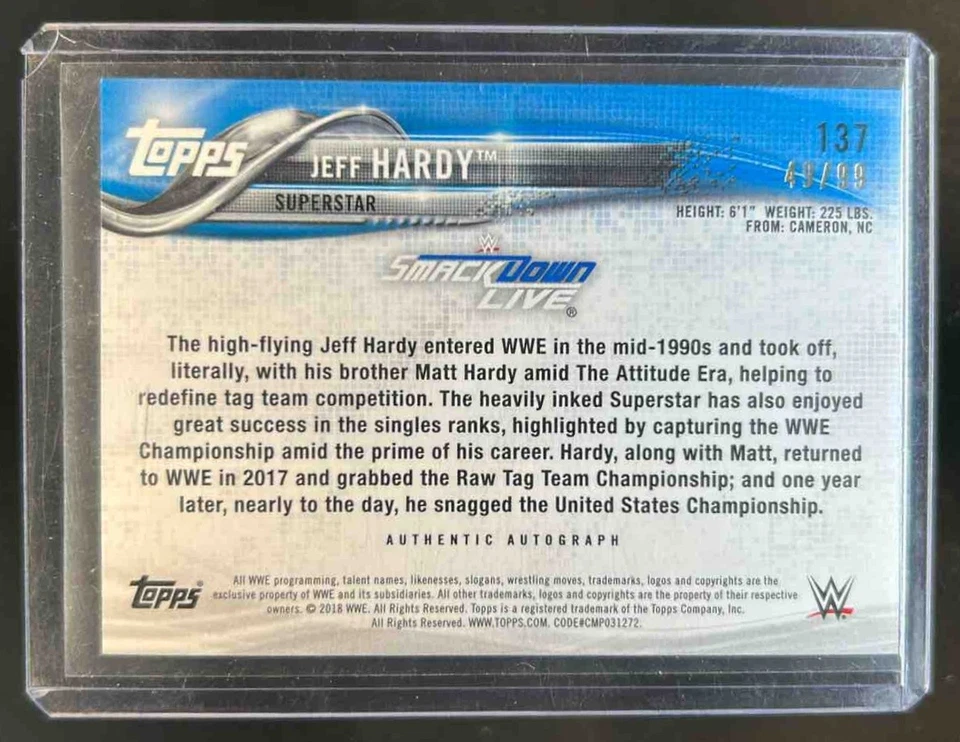 topps
JEFF HARDY™
137
49/99
SUPERSTAR
HEIGHT: 6'1" WEIGHT: 225 LBS.
FROM: CAMERON, NC
W
SMACKDOWN
LIVE®
The high-flying Jeff Hardy entered WWE in the mid-1990s and took off,
literally, with his brother Matt Hardy amid The Attitude Era, helping to
redefine tag team competition. The heavily inked Superstar has also enjoyed
great success in the singles ranks, highlighted by capturing the WWE
Championship amid the prime of his career. Hardy, along with Matt, returned
to WWE in 2017 and grabbed the Raw Tag Team Championship; and one year
later, nearly to the day, he snagged the United States Championship.
AUTHENTIC AUTOGRAPH
topps®
All WWE programming, talent names, likenesses, slogans, wrestling moves, trademarks, logos and copyrights are the
exclusive property of WWE and its subsidiaries. All other trademarks, logos and copyrights are the property of their respective
owners. © 2018 WWE. All Rights Reserved. Topps is a registered trademark of the Topps Company, Inc.
All Rights Reserved. WWW.TOPPS.COM. CODE#CMP031272.
W